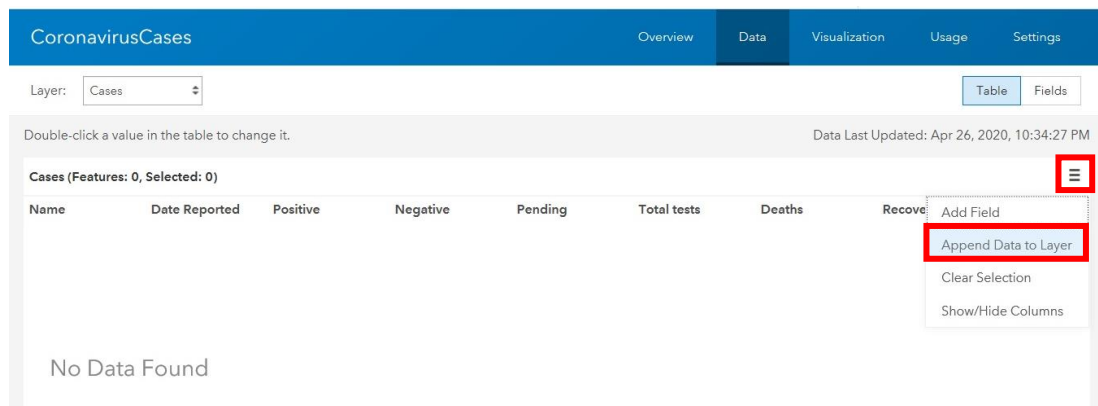 CoronavirusCases Overview Data Visualization Usage Settings
Layer: Cases Table Fields
Double-click a value in the table to change it. Data Last Updated: Apr 26, 2020, 10:34:27 PM
Cases (Features: 0, Selected: 0)
Name Date Reported Positive Negative Pending Total tests Deaths Recove
Add Field
Append Data to Layer
Clear Selection
Show/Hide Columns
No Data Found